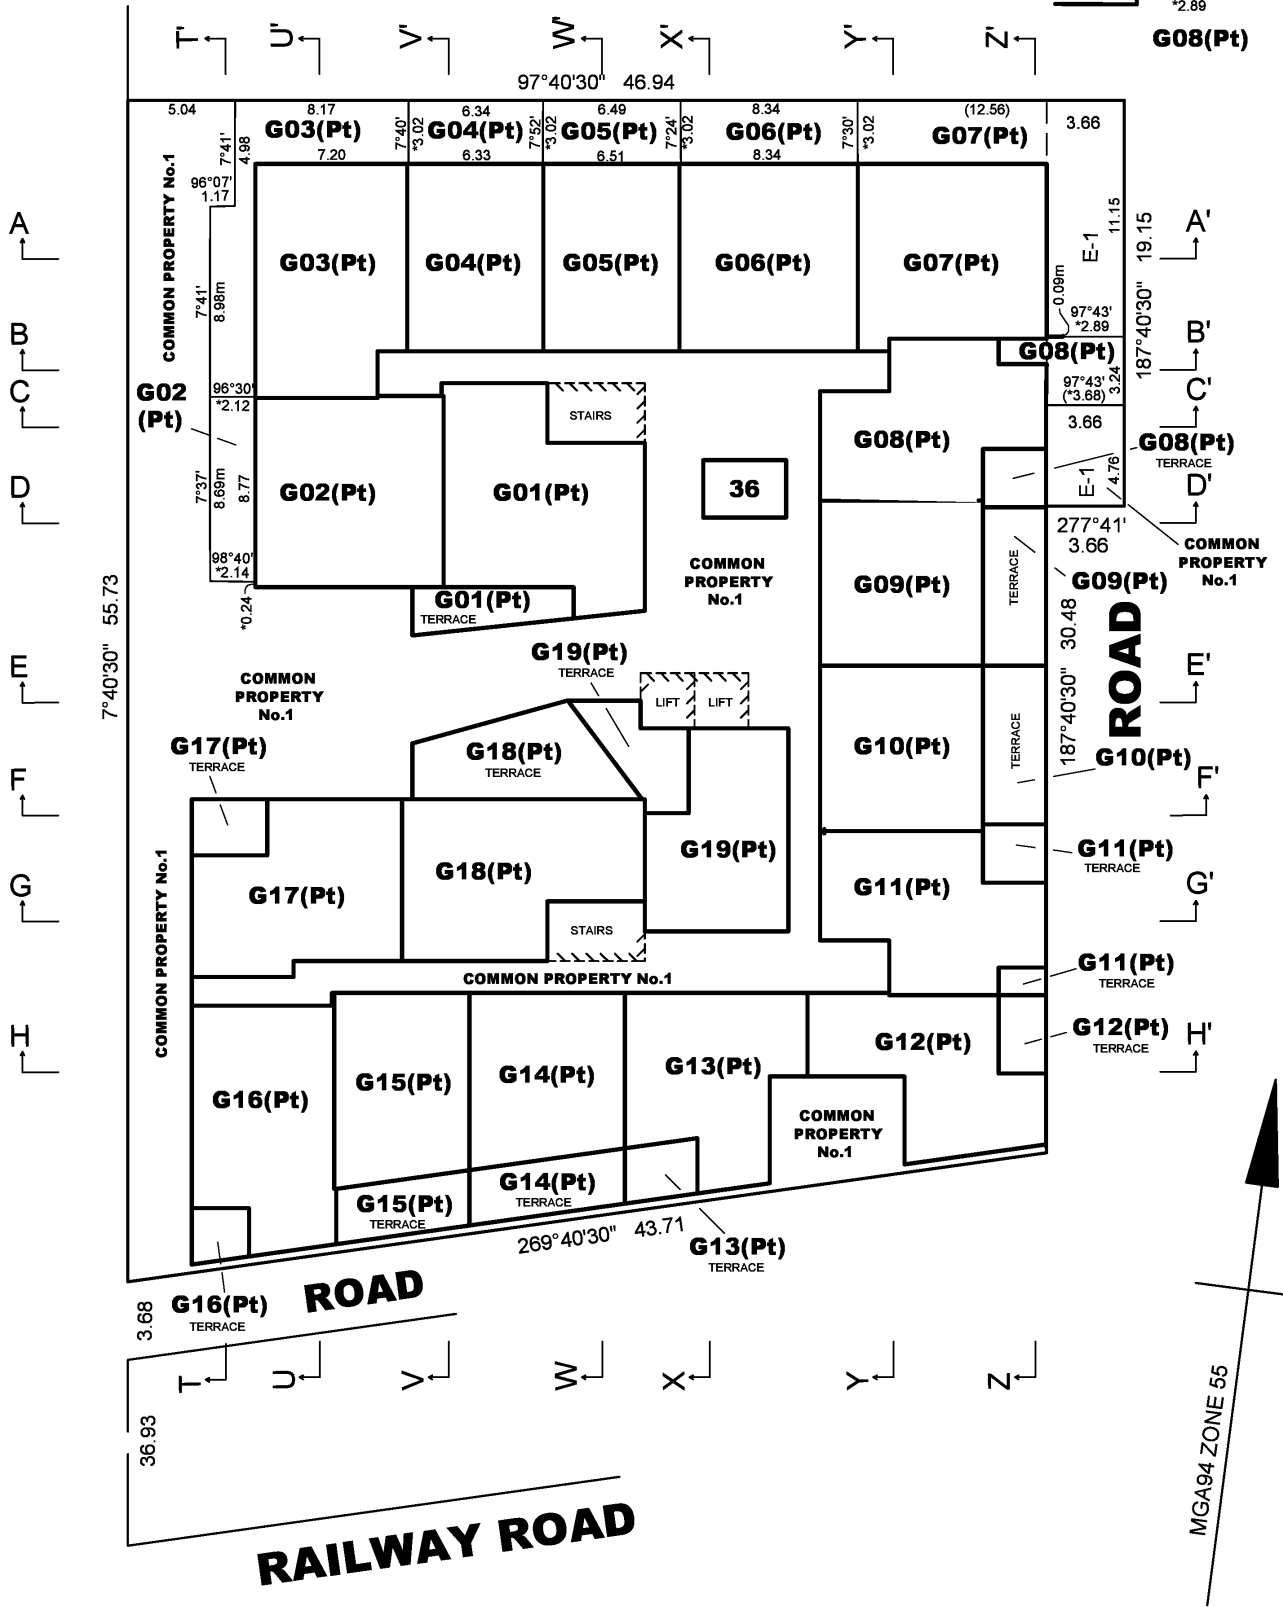 *2.89
G08(Pt)
T'
U'
V'
W'
X'
Y'
Z'
97°40'30" 46.94
5.04
8.17
6.34
6.49
8.34
(12.56)
3.66
G03(Pt)
G04(Pt)
G05(Pt)
G06(Pt)
G07(Pt)
7°41'
4.98
7°40'
*3.02
7°52'
*3.02
7°24'
*3.02
7°30'
*3.02
7.20
6.33
6.51
8.34
96°07'
1.17
COMMON PROPERTY No.1
A
A'
G03(Pt)
G04(Pt)
G05(Pt)
G06(Pt)
G07(Pt)
E-1
11.15
19.15
187°40'30"
7°41'
8.98m
0.09m
97°43'
*2.89
B
B'
G08(Pt)
C
C'
G02
(Pt)
96°30'
*2.12
97°43'
(*3.68)
3.24
3.66
STAIRS
G08(Pt)
G08(Pt)
TERRACE
D
D'
7°37'
8.69m
8.77
G02(Pt)
G01(Pt)
36
E-1
4.76
277°41'
3.66
COMMON
PROPERTY
No.1
98°40'
*2.14
*0.24
COMMON
PROPERTY
No.1
G09(Pt)
TERRACE
G09(Pt)
G01(Pt)
TERRACE
7°40'30" 55.73
187°40'30" 30.48
ROAD
E
E'
COMMON
PROPERTY
No.1
G19(Pt)
TERRACE
LIFT
LIFT
G17(Pt)
TERRACE
G18(Pt)
TERRACE
G10(Pt)
TERRACE
G10(Pt)
F
F'
G19(Pt)
G11(Pt)
TERRACE
G
G'
G17(Pt)
G18(Pt)
G11(Pt)
STAIRS
COMMON PROPERTY No.1
COMMON PROPERTY No.1
G11(Pt)
TERRACE
H
H'
G12(Pt)
G12(Pt)
TERRACE
G16(Pt)
G15(Pt)
G14(Pt)
G13(Pt)
COMMON
PROPERTY
No.1
G15(Pt)
TERRACE
G14(Pt)
TERRACE
269°40'30" 43.71
G13(Pt)
TERRACE
G16(Pt)
TERRACE
ROAD
3.68
T
U
V
W
X
Y
Z
36.93
RAILWAY ROAD
MGA94 ZONE 55